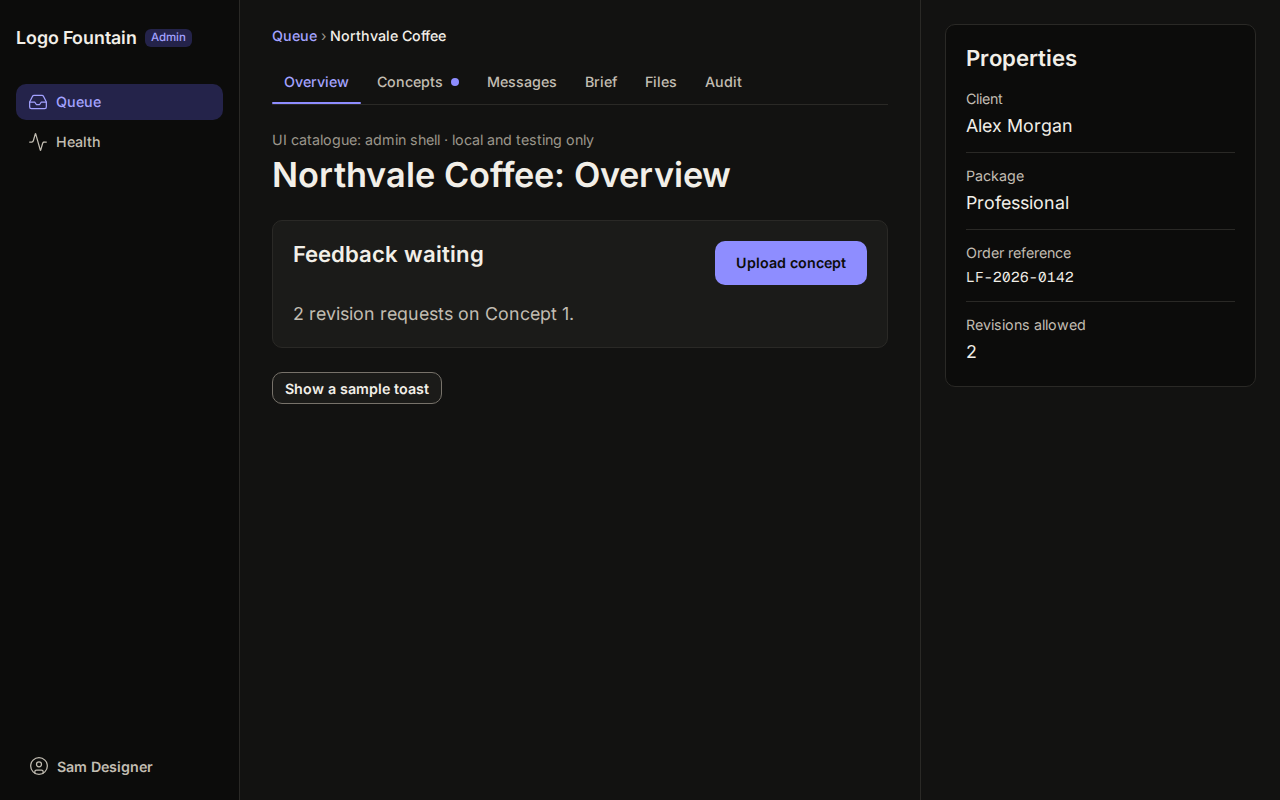 Logo Fountain Admin
Queue
Health
Sam Designer
Queue › Northvale Coffee
Overview Concepts Messages Brief Files Audit
UI catalogue: admin shell · local and testing only
Northvale Coffee: Overview
Feedback waiting
Upload concept
2 revision requests on Concept 1.
Show a sample toast
Properties
Client
Alex Morgan
Package
Professional
Order reference
LF-2026-0142
Revisions allowed
2